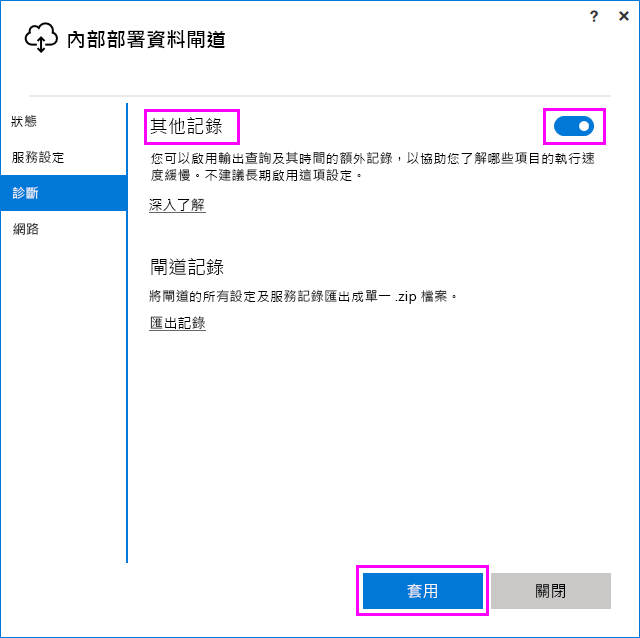 ? ×
內部部署資料閘道
狀態
服務設定
診斷
網路
其他記錄
您可以啟用輸出查詢及其時間的額外記錄，以協助您了解哪些項目的執行速
度緩慢。不建議長期啟用這項設定。
深入了解
閘道記錄
將閘道的所有設定及服務記錄匯出成單一 .zip 檔案。
匯出記錄
套用
關閉